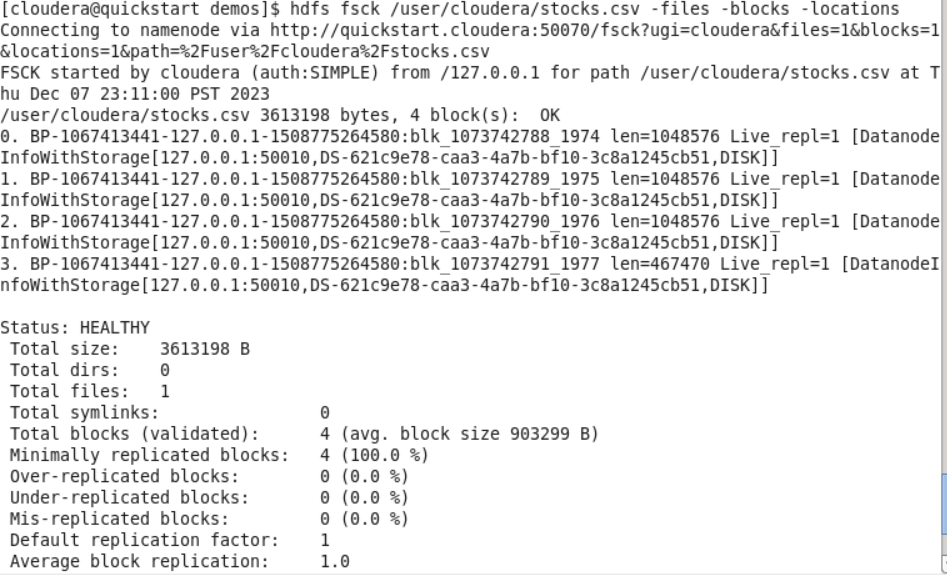 [cloudera@quickstart demos]$ hdfs fsck /user/cloudera/stocks.csv -files -blocks -locations
Connecting to namenode via http://quickstart.cloudera:50070/fsck?ugi=cloudera&files=1&blocks=1
&locations=1&path=%2Fuser%2Fcloudera%2Fstocks.csv
FSCK started by cloudera (auth:SIMPLE) from /127.0.0.1 for path /user/cloudera/stocks.csv at T
hu Dec 07 23:11:00 PST 2023
/user/cloudera/stocks.csv 3613198 bytes, 4 block(s):  OK
0. BP-1067413441-127.0.0.1-1508775264580:blk_1073742788_1974 len=1048576 Live_repl=1 [Datanode
InfoWithStorage[127.0.0.1:50010,DS-621c9e78-caa3-4a7b-bf10-3c8a1245cb51,DISK]]
1. BP-1067413441-127.0.0.1-1508775264580:blk_1073742789_1975 len=1048576 Live_repl=1 [Datanode
InfoWithStorage[127.0.0.1:50010,DS-621c9e78-caa3-4a7b-bf10-3c8a1245cb51,DISK]]
2. BP-1067413441-127.0.0.1-1508775264580:blk_1073742790_1976 len=1048576 Live_repl=1 [Datanode
InfoWithStorage[127.0.0.1:50010,DS-621c9e78-caa3-4a7b-bf10-3c8a1245cb51,DISK]]
3. BP-1067413441-127.0.0.1-1508775264580:blk_1073742791_1977 len=467470 Live_repl=1 [DatanodeI
nfoWithStorage[127.0.0.1:50010,DS-621c9e78-caa3-4a7b-bf10-3c8a1245cb51,DISK]]

Status: HEALTHY
 Total size:    3613198 B
 Total dirs:    0
 Total files:   1
 Total symlinks:                0
 Total blocks (validated):      4 (avg. block size 903299 B)
 Minimally replicated blocks:   4 (100.0 %)
 Over-replicated blocks:        0 (0.0 %)
 Under-replicated blocks:       0 (0.0 %)
 Mis-replicated blocks:         0 (0.0 %)
 Default replication factor:    1
 Average block replication:     1.0